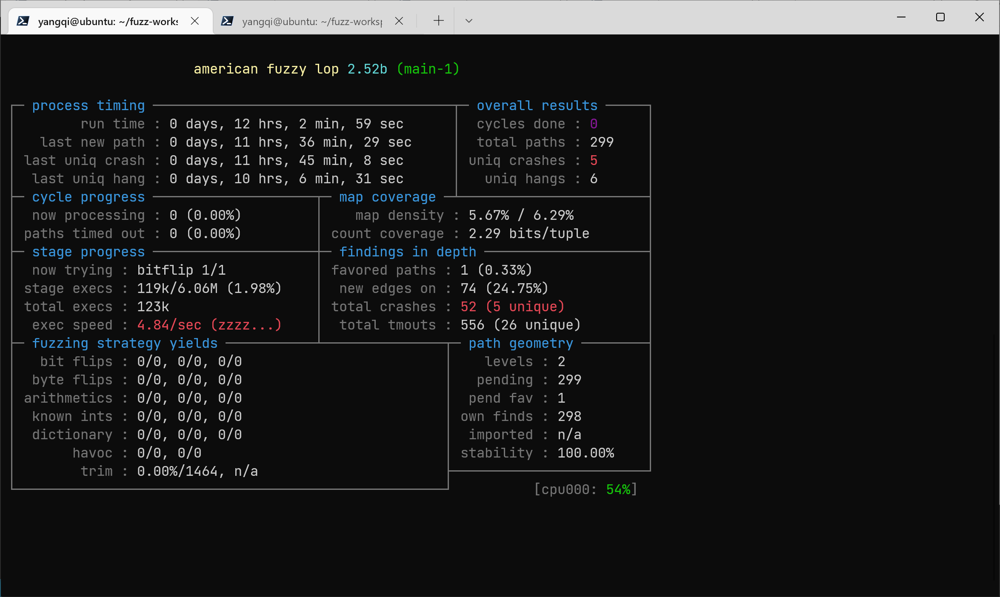 yangqi@ubuntu: ~/fuzz-works
yangqi@ubuntu: ~/fuzz-worksp
american fuzzy lop 2.52b (main-1)
process timing
run time : 0 days, 12 hrs, 2 min, 59 sec
last new path : 0 days, 11 hrs, 36 min, 29 sec
last uniq crash : 0 days, 11 hrs, 45 min, 8 sec
last uniq hang : 0 days, 10 hrs, 6 min, 31 sec
overall results
cycles done : 0
total paths : 299
uniq crashes : 5
uniq hangs : 6
cycle progress
now processing : 0 (0.00%)
paths timed out : 0 (0.00%)
map coverage
map density : 5.67% / 6.29%
count coverage : 2.29 bits/tuple
stage progress
now trying : bitflip 1/1
stage execs : 119k/6.06M (1.98%)
total execs : 123k
exec speed : 4.84/sec (zzzz...)
findings in depth
favored paths : 1 (0.33%)
new edges on : 74 (24.75%)
total crashes : 52 (5 unique)
total tmouts : 556 (26 unique)
fuzzing strategy yields
bit flips : 0/0, 0/0, 0/0
byte flips : 0/0, 0/0, 0/0
arithmetics : 0/0, 0/0, 0/0
known ints : 0/0, 0/0, 0/0
dictionary : 0/0, 0/0, 0/0
havoc : 0/0, 0/0
trim : 0.00%/1464, n/a
path geometry
levels : 2
pending : 299
pend fav : 1
own finds : 298
imported : n/a
stability : 100.00%
[cpu000: 54%]